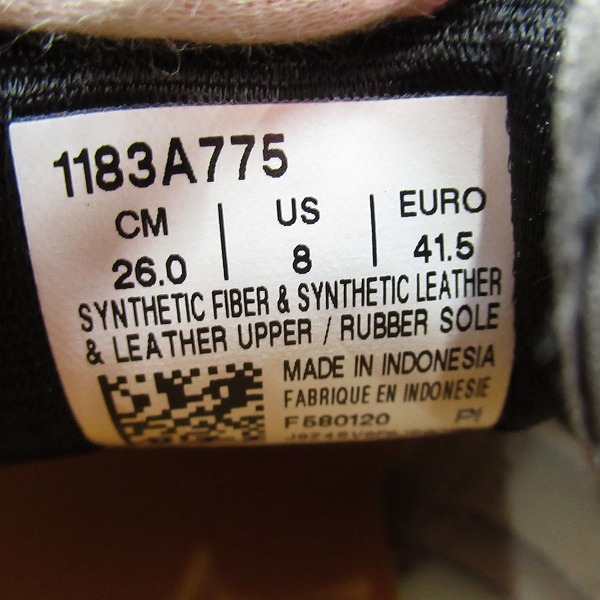 1183A775
CM | US | EURO
26.0 | 8 | 41.5
SYNTHETIC FIBER & SYNTHETIC LEATHER
& LEATHER UPPER / RUBBER SOLE
MADE IN INDONESIA
FABRIQUE EN INDONESIE
F580120 PI